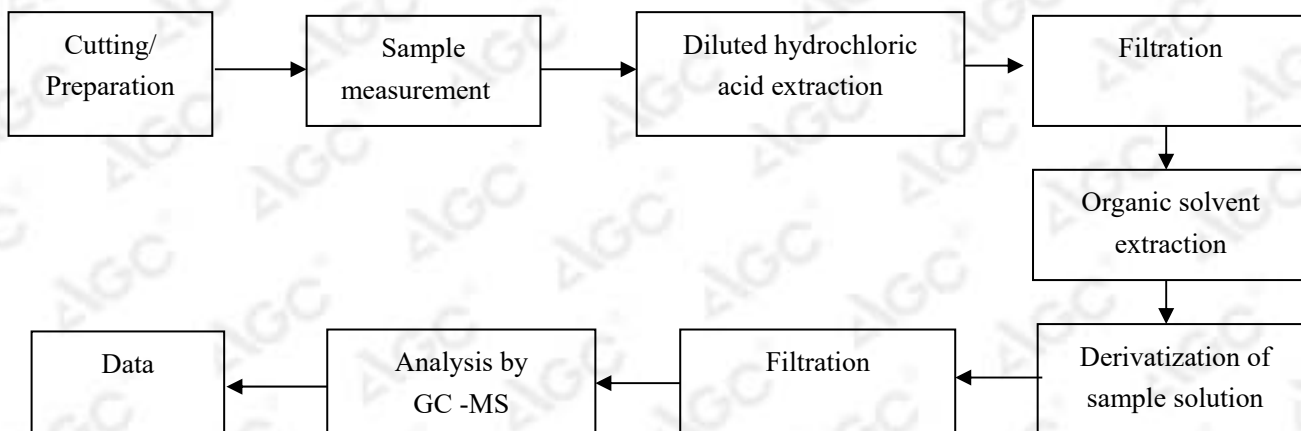 Cutting/
Preparation
Sample
measurement
Diluted hydrochloric
acid extraction
Filtration
Organic solvent
extraction
Derivatization of
sample solution
Filtration
Analysis by
GC -MS
Data
AGC